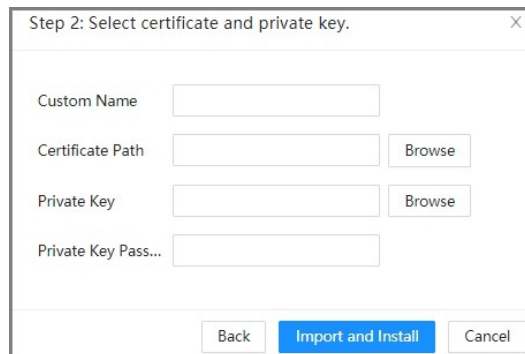 Step 2: Select certificate and private key.
X
Custom Name
Certificate Path
Browse
Private Key
Browse
Private Key Pass...
Back
Import and Install
Cancel